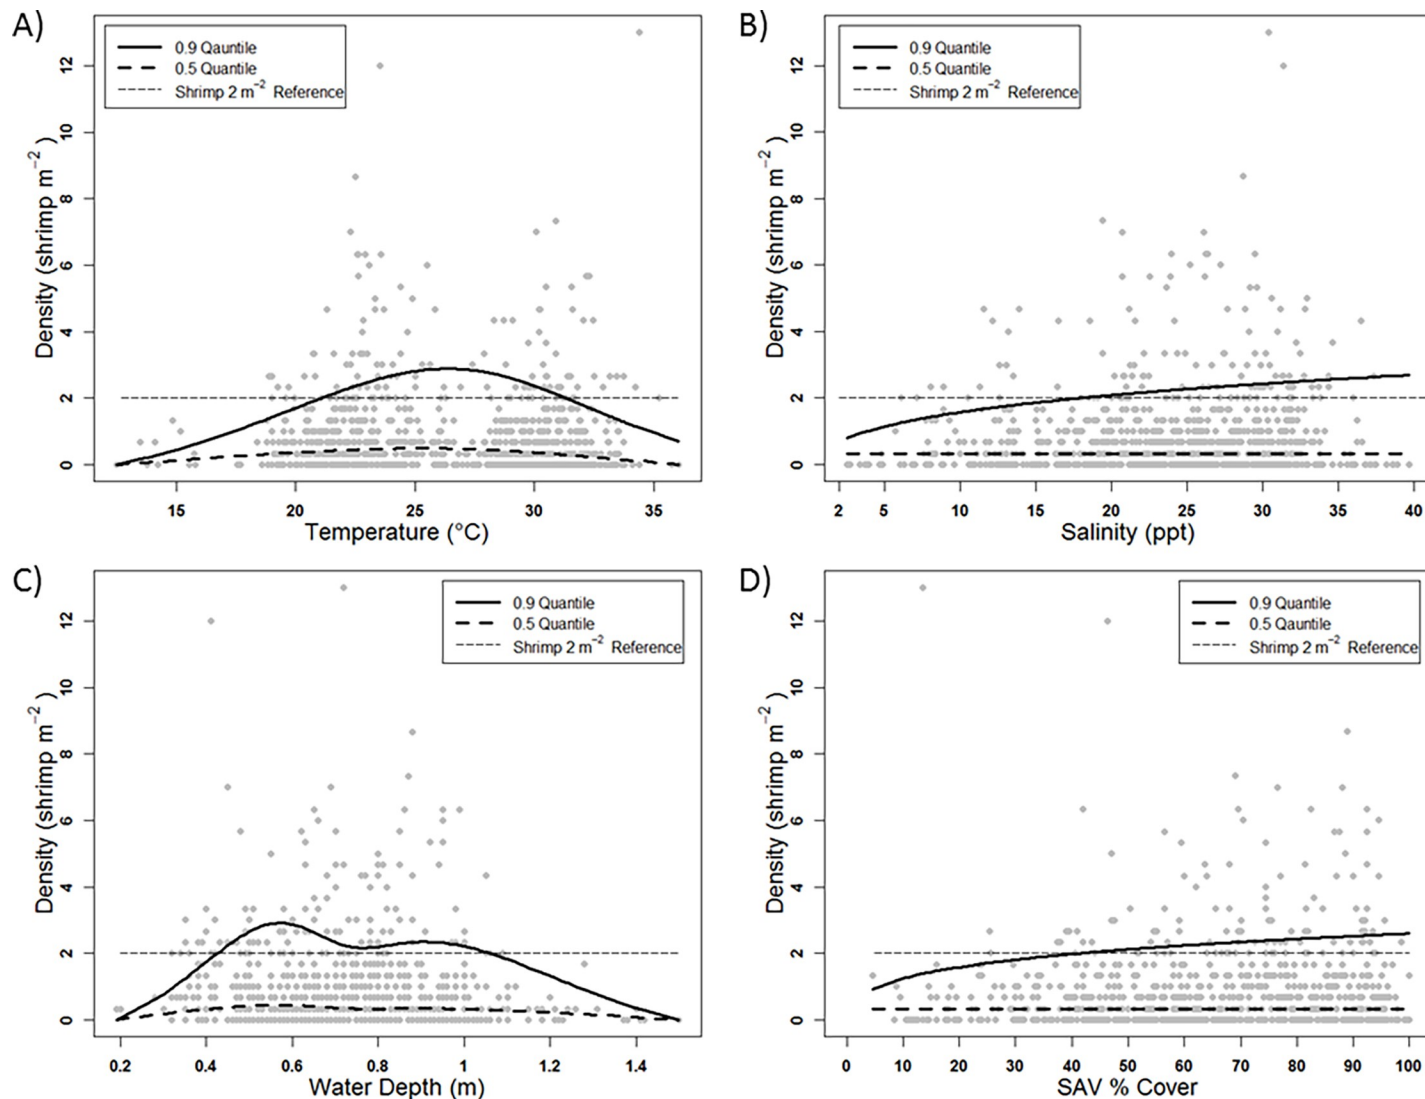 A)
0.9 Qauntile
0.5 Quantile
Shrimp 2 m⁻² Reference
Density (shrimp m⁻²)
12
10
8
6
4
2
0
15 20 25 30 35
Temperature (°C)
B)
0.9 Quantile
0.5 Quantile
Shrimp 2 m⁻² Reference
Density (shrimp m⁻²)
12
10
8
6
4
2
0
2 5 10 15 20 25 30 35 40
Salinity (ppt)
C)
0.9 Quantile
0.5 Quantile
Shrimp 2 m⁻² Reference
Density (shrimp m⁻²)
12
10
8
6
4
2
0
0.2 0.4 0.6 0.8 1 1.2 1.4
Water Depth (m)
D)
0.9 Quantile
0.5 Quantile
Shrimp 2 m⁻² Reference
Density (shrimp m⁻²)
12
10
8
6
4
2
0
0 10 20 30 40 50 60 70 80 90 100
SAV % Cover